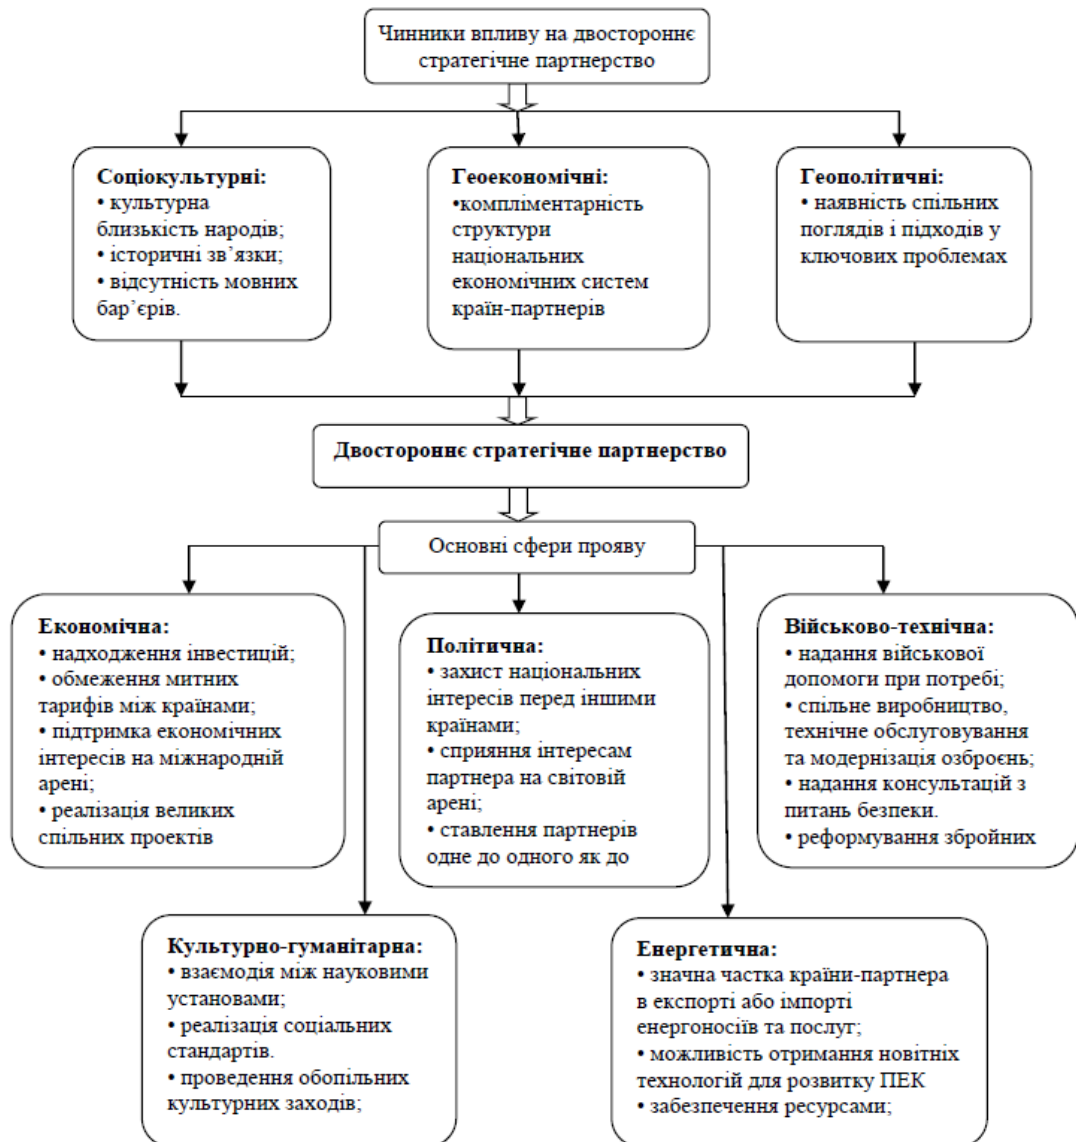 Чинники впливу на двостороннє
стратегічне партнерство
Соціокультурні:
• культурна
близькість народів;
• історичні зв’язки;
• відсутність мовних
бар’єрів.
Геоекономічні:
•компліментарність
структури
національних
економічних систем
країн-партнерів
Геополітичні:
• наявність спільних
поглядів і підходів у
ключових проблемах
Двостороннє стратегічне партнерство
Основні сфери прояву
Економічна:
• надходження інвестицій;
• обмеження митних
тарифів між країнами;
• підтримка економічних
інтересів на міжнародній
арені;
• реалізація великих
спільних проектів
Політична:
• захист національних
інтересів перед іншими
країнами;
• сприяння інтересам
партнера на світовій
арені;
• ставлення партнерів
одне до одного як до
Військово-технічна:
• надання військової
допомоги при потребі;
• спільне виробництво,
технічне обслуговування
та модернізація озброєнь;
• надання консультацій з
питань безпеки.
• реформування збройних
Культурно-гуманітарна:
• взаємодія між науковими
установами;
• реалізація соціальних
стандартів.
• проведення обопільних
культурних заходів;
Енергетична:
• значна частка країни-партнера
в експорті або імпорті
енергоносіїв та послуг;
• можливість отримання новітніх
технологій для розвитку ПЕК
• забезпечення ресурсами;